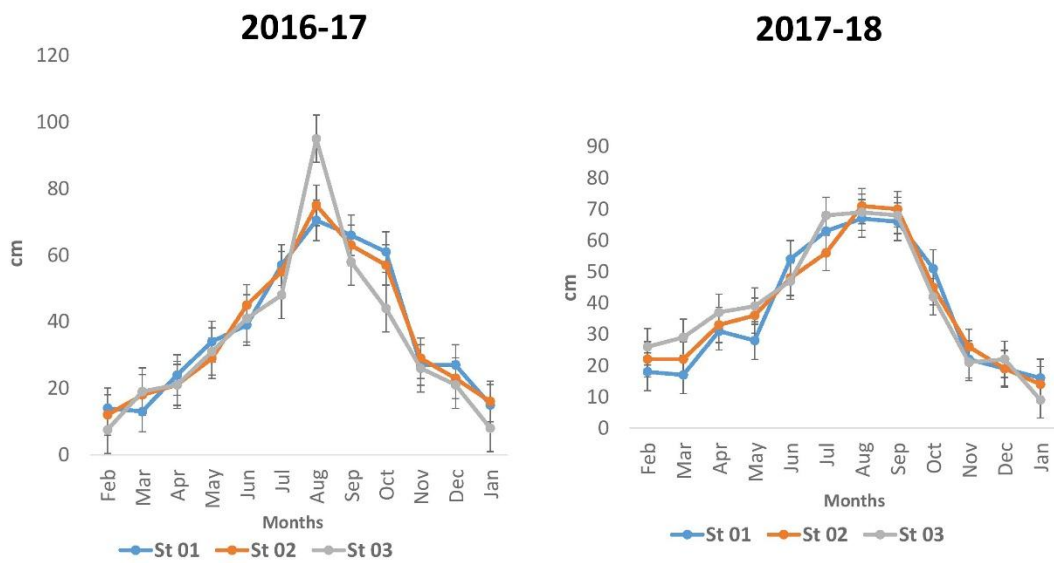 2016-17
120
100
80
60
40
20
0
cm
Feb Mar Apr May Jun Jul Aug Sep Oct Nov Dec Jan
Months
St 01 St 02 St 03
2017-18
90
80
70
60
50
40
30
20
10
0
cm
Feb Mar Apr May Jun Jul Aug Sep Oct Nov Dec Jan
Months
St 01 St 02 St 03